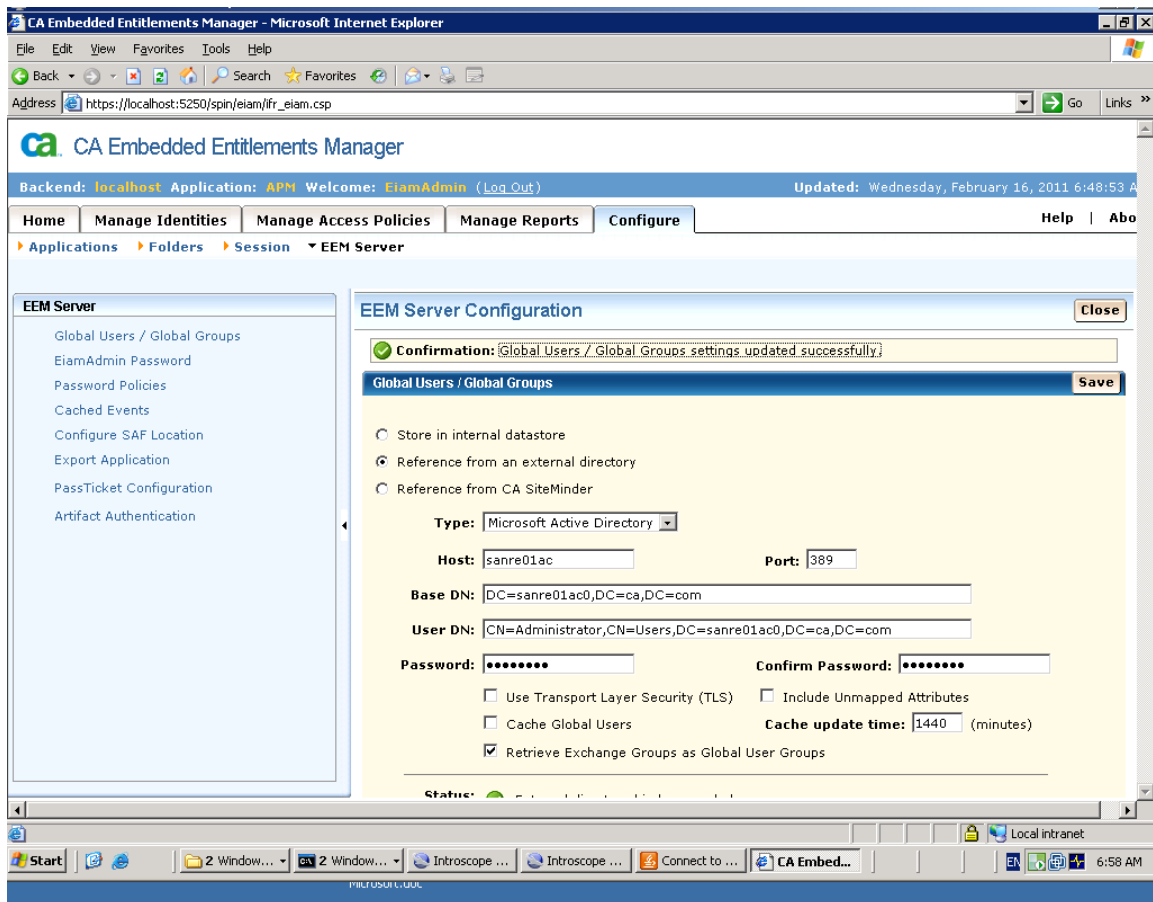 CA Embedded Entitlements Manager - Microsoft Internet Explorer
File Edit View Favorites Tools Help
Back Search Favorites
Address https://localhost:5250/spin/eiam/ifr_eiam.csp Go Links »
ca CA Embedded Entitlements Manager
Backend: localhost Application: APM Welcome: EiamAdmin (Log Out) Updated: Wednesday, February 16, 2011 6:48:53 A
Home Manage Identities Manage Access Policies Manage Reports Configure Help | Abo
Applications Folders Session EEM Server
EEM Server
Global Users / Global Groups
EiamAdmin Password
Password Policies
Cached Events
Configure SAF Location
Export Application
PassTicket Configuration
Artifact Authentication
EEM Server Configuration Close
Confirmation: Global Users / Global Groups settings updated successfully.
Global Users / Global Groups Save
Store in internal datastore
Reference from an external directory
Reference from CA SiteMinder
Type: Microsoft Active Directory
Host: sanre01ac Port: 389
Base DN: DC=sanre01ac0,DC=ca,DC=com
User DN: CN=Administrator,CN=Users,DC=sanre01ac0,DC=ca,DC=com
Password: •••••••• Confirm Password: ••••••••
Use Transport Layer Security (TLS) Include Unmapped Attributes
Cache Global Users Cache update time: 1440 (minutes)
Retrieve Exchange Groups as Global User Groups
Status:
Local intranet
Start 2 Window... 2 Window... Introscope ... Introscope ... Connect to ... CA Embed... EN 6:58 AM